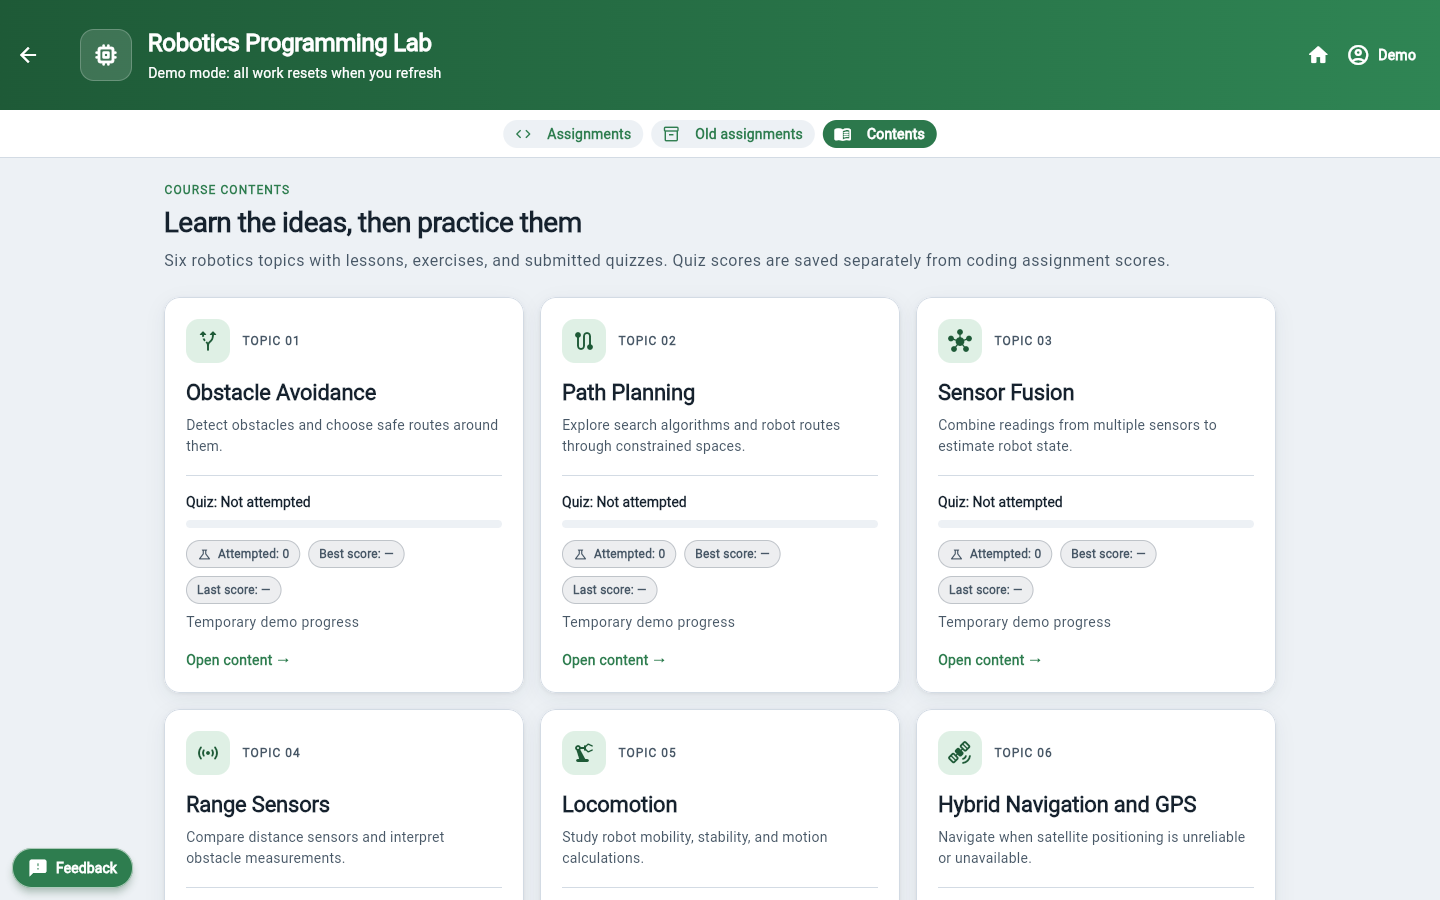 Robotics Programming Lab
Demo mode: all work resets when you refresh
Demo
Assignments
Old assignments
Contents
COURSE CONTENTS
Learn the ideas, then practice them
Six robotics topics with lessons, exercises, and submitted quizzes. Quiz scores are saved separately from coding assignment scores.
TOPIC 01
Obstacle Avoidance
Detect obstacles and choose safe routes around
them.
Quiz: Not attempted
Attempted: 0
Best score: —
Last score: —
Temporary demo progress
Open content →
TOPIC 02
Path Planning
Explore search algorithms and robot routes
through constrained spaces.
Quiz: Not attempted
Attempted: 0
Best score: —
Last score: —
Temporary demo progress
Open content →
TOPIC 03
Sensor Fusion
Combine readings from multiple sensors to
estimate robot state.
Quiz: Not attempted
Attempted: 0
Best score: —
Last score: —
Temporary demo progress
Open content →
TOPIC 04
Range Sensors
Compare distance sensors and interpret
obstacle measurements.
TOPIC 05
Locomotion
Study robot mobility, stability, and motion
calculations.
TOPIC 06
Hybrid Navigation and GPS
Navigate when satellite positioning is unreliable
or unavailable.
Feedback